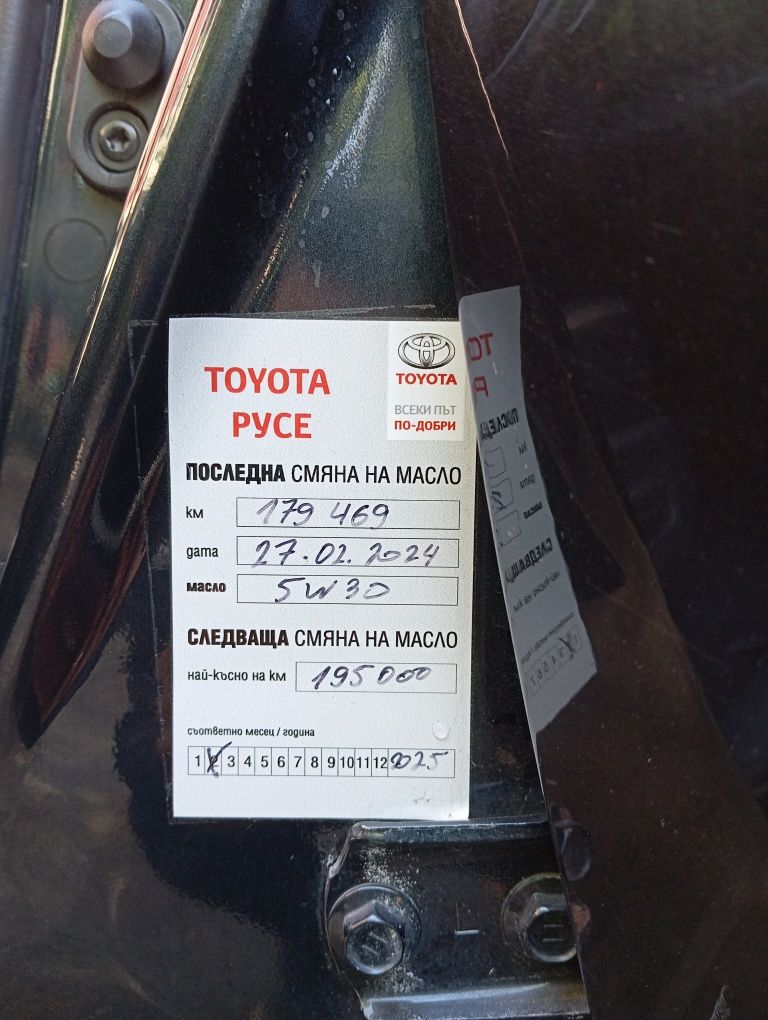 TOYOTA
РУСЕ
TOYOTA
ВСЕКИ ПЪТ
ПО-ДОБРИ
ПОСЛЕДНА СМЯНА НА МАСЛО
км 179 469
дата 27.02.2024
масло 5W30
СЛЕДВАЩА СМЯНА НА МАСЛО
най-късно на км 195000
съответно месец / година
1 2 3 4 5 6 7 8 9 10 11 12 2025